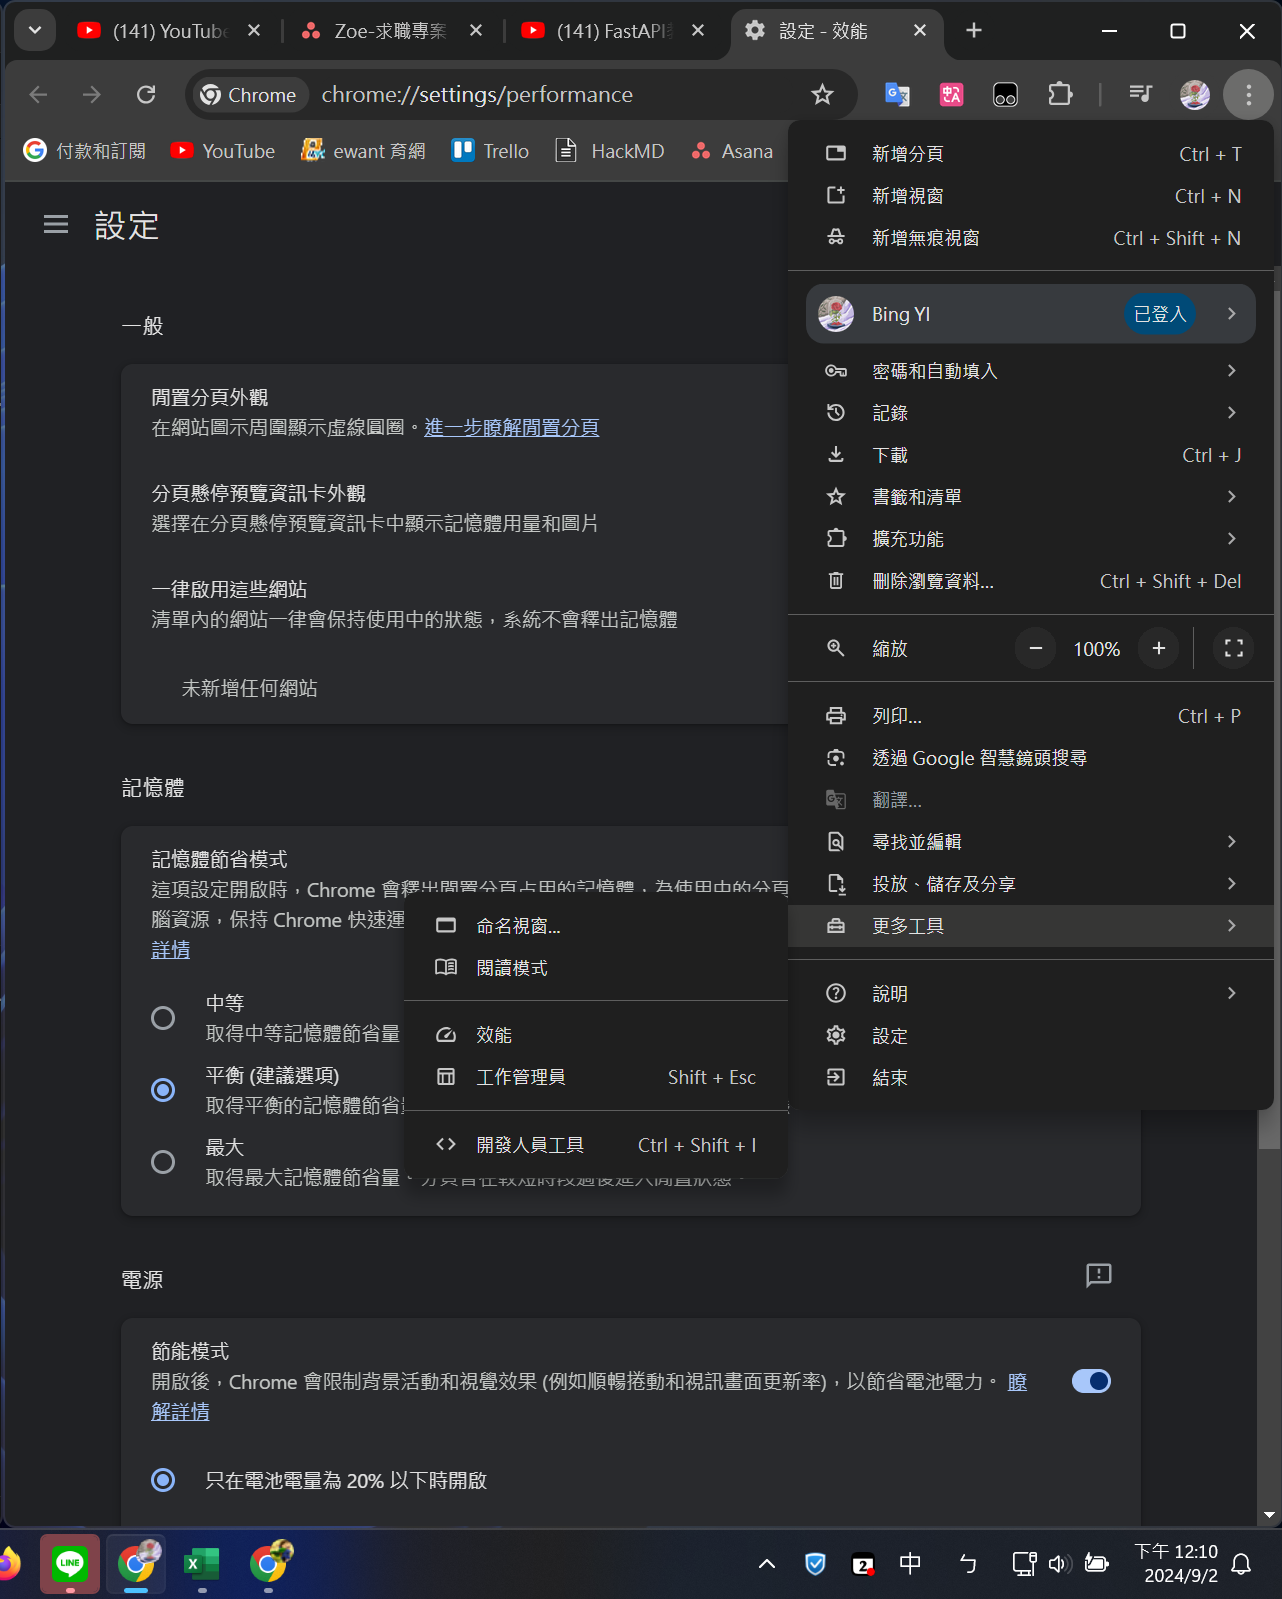 (141) YouTube
Zoe-求職專案
(141) FastAPI
設定 - 效能
Chrome
chrome://settings/performance
付款和訂閱
YouTube
ewant 育網
Trello
HackMD
Asana
設定
一般
閒置分頁外觀
在網站圖示周圍顯示虛線圓圈。進一步瞭解閒置分頁
分頁懸停預覽資訊卡外觀
選擇在分頁懸停預覽資訊卡中顯示記憶體用量和圖片
一律啟用這些網站
清單內的網站一律會保持使用中的狀態，系統不會釋出記憶體
未新增任何網站
記憶體
記憶體節省模式
這項設定開啟時，Chrome 會釋出閒置分頁占用的記憶體，為使用中的分頁
腦資源，保持 Chrome 快速運
詳情
中等
取得中等記憶體節省量
平衡 (建議選項)
取得平衡的記憶體節省量
最大
取得最大記憶體節省量。分頁會在較短時段過後進入閒置狀態。
電源
節能模式
開啟後，Chrome 會限制背景活動和視覺效果 (例如順暢捲動和視訊畫面更新率)，以節省電池電力。 瞭
解詳情
只在電池電量為 20% 以下時開啟
新增分頁 Ctrl + T
新增視窗 Ctrl + N
新增無痕視窗 Ctrl + Shift + N
Bing YI 已登入
密碼和自動填入
記錄
下載 Ctrl + J
書籤和清單
擴充功能
刪除瀏覽資料... Ctrl + Shift + Del
縮放 − 100% +
列印... Ctrl + P
透過 Google 智慧鏡頭搜尋
翻譯...
尋找並編輯
投放、儲存及分享
更多工具
說明
設定
結束
命名視窗...
閱讀模式
效能
工作管理員 Shift + Esc
開發人員工具 Ctrl + Shift + I
LINE
2
中
ㄅ
下午 12:10
2024/9/2